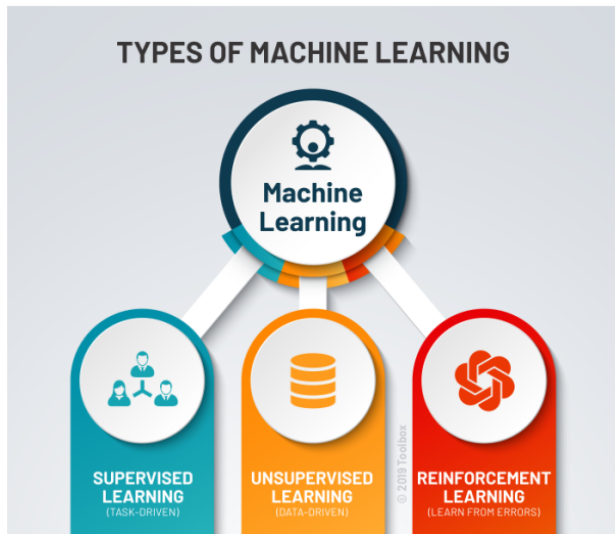 TYPES OF MACHINE LEARNING
Machine
Learning
SUPERVISED
LEARNING
(TASK-DRIVEN)
UNSUPERVISED
LEARNING
(DATA-DRIVEN)
© 2019 Toolbox
REINFORCEMENT
LEARNING
(LEARN FROM ERRORS)